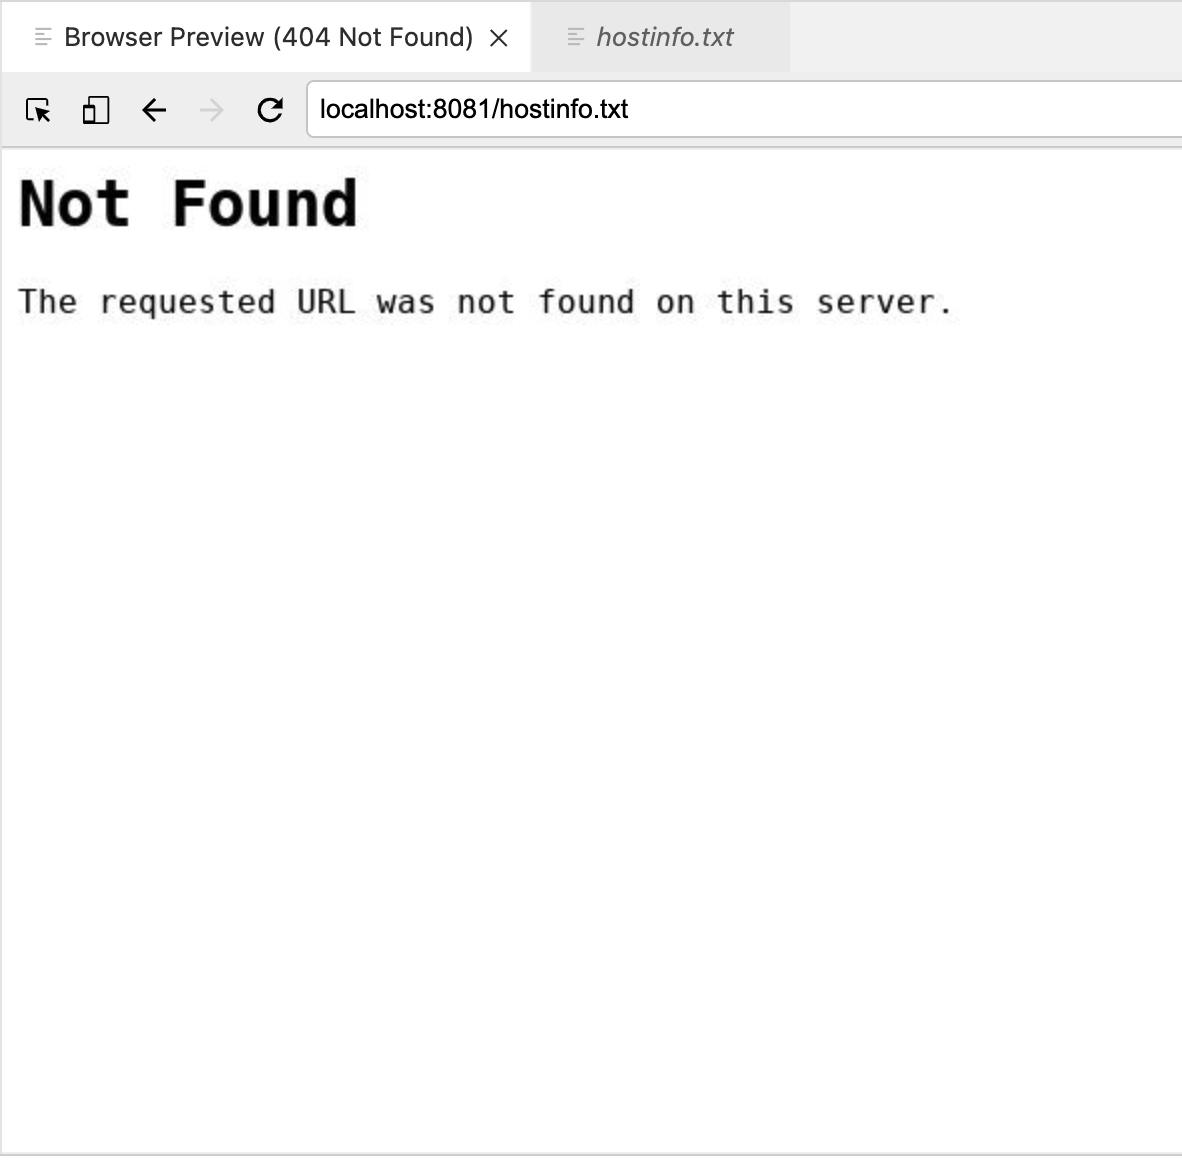 Browser Preview (404 Not Found)
hostinfo.txt
localhost:8081/hostinfo.txt
Not Found
The requested URL was not found on this server.